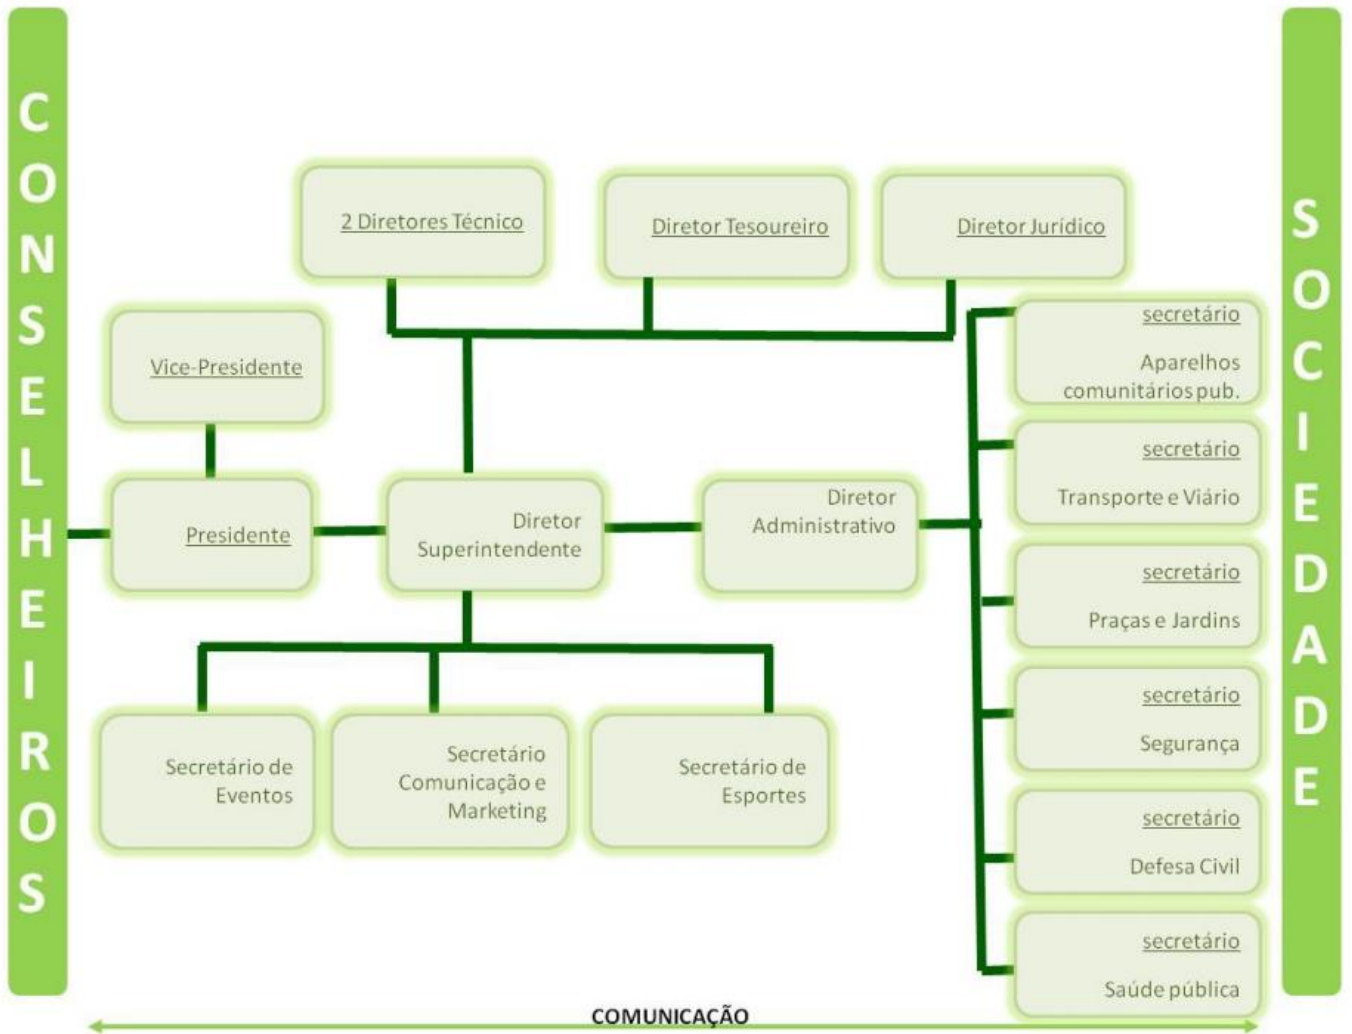 CONSELHEIROS
2 Diretores Técnico
Diretor Tesoureiro
Diretor Jurídico
Vice-Presidente
Presidente
Diretor
Superintendente
Diretor
Administrativo
Secretário de
Eventos
Secretário
Comunicação e
Marketing
Secretário de
Esportes
secretário
Aparelhos
comunitários pub.
secretário
Transporte e Viário
secretário
Praças e Jardins
secretário
Segurança
secretário
Defesa Civil
secretário
Saúde pública
SOCIEDADE
COMUNICAÇÃO